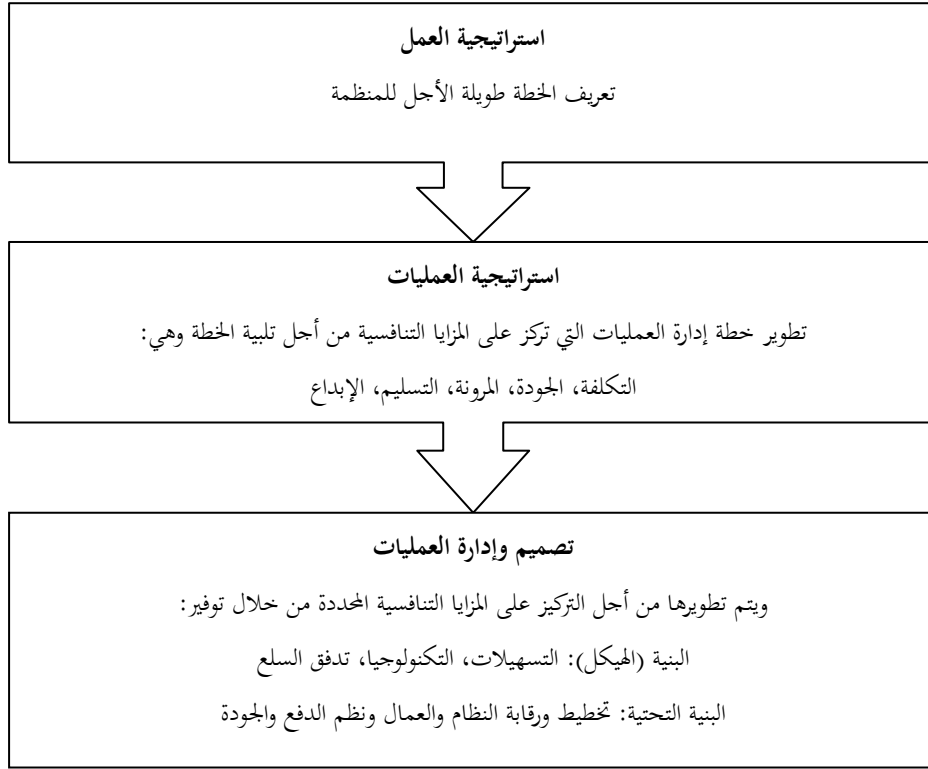 استراتيجية العمل
تعريف الخطة طويلة الأجل للمنظمة
استراتيجية العمليات
تطوير خطة إدارة العمليات التي تركز على المزايا التنافسية من أجل تلبية الخطة وهي:
التكلفة، الجودة، المرونة، التسليم، الإبداع
تصميم وإدارة العمليات
ويتم تطويرها من أجل التركيز على المزايا التنافسية المحددة من خلال توفير:
البنية (الهيكل): التسهيلات، التكنولوجيا، تدفق السلع
البنية التحتية: تخطيط ورقابة النظام والعمال ونظم الدفع والجودة